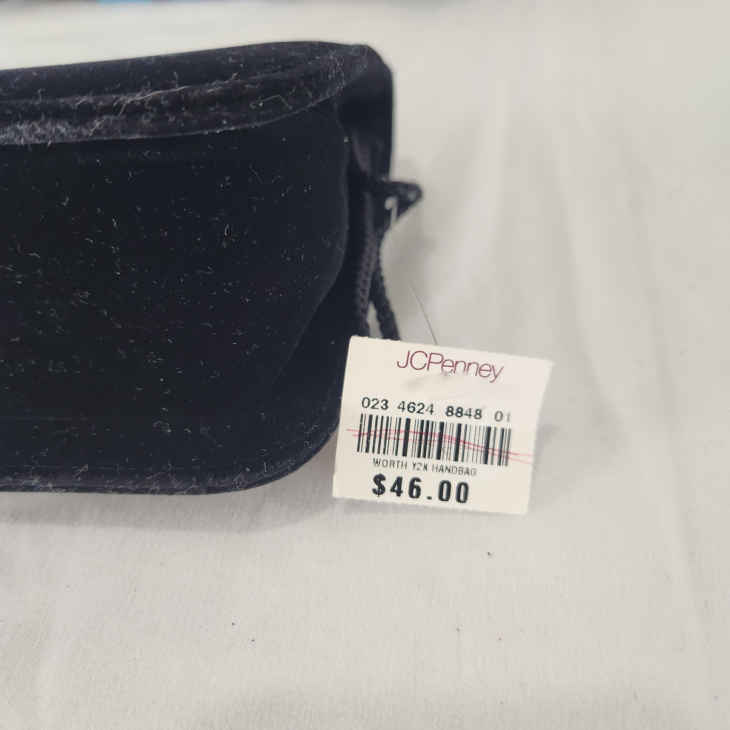 JCPenney
023 4624 8848 01
WORTH Y2K HANDBAG
$46.00